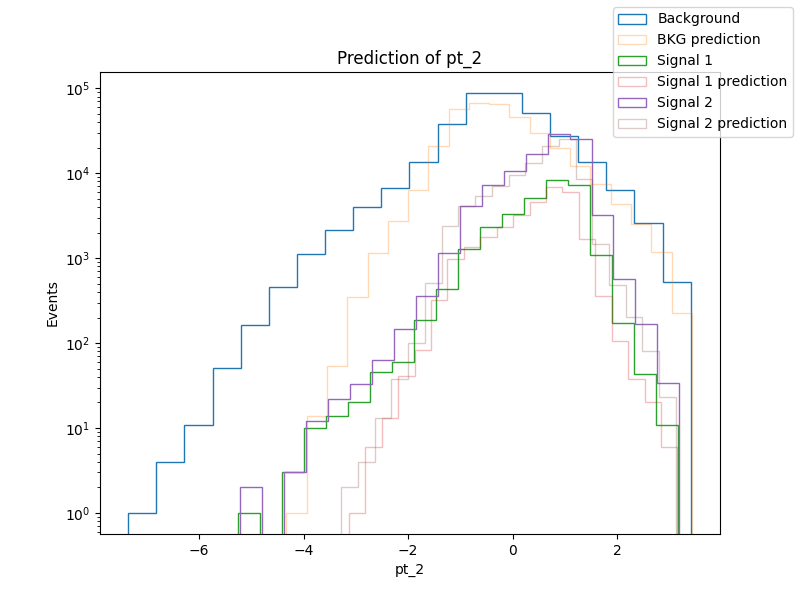 Background
BKG prediction
Signal 1
Signal 1 prediction
Signal 2
Signal 2 prediction
Prediction of pt_2
10^5
10^4
10^3
10^2
10^1
10^0
Events
−6 −4 −2 0 2
pt_2